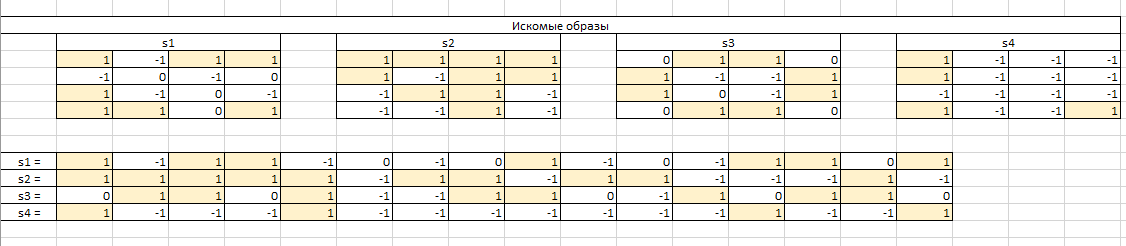 Искомые образы
s1 s2 s3 s4
1 -1 1 1 1 1 1 1 0 1 1 0 1 -1 -1 -1
-1 0 -1 0 1 -1 1 1 1 -1 -1 1 1 -1 -1 -1
1 -1 0 -1 -1 1 1 -1 1 0 -1 1 -1 -1 -1 -1
1 1 0 1 -1 -1 1 -1 0 1 1 0 1 -1 -1 1
s1 = 1 -1 1 1 -1 0 -1 0 1 -1 0 -1 1 1 0 1
s2 = 1 1 1 1 1 -1 1 1 -1 1 1 -1 -1 -1 1 -1
s3 = 0 1 1 0 1 -1 -1 1 1 0 -1 1 0 1 1 0
s4 = 1 -1 -1 -1 1 -1 -1 -1 -1 -1 -1 -1 1 -1 -1 1